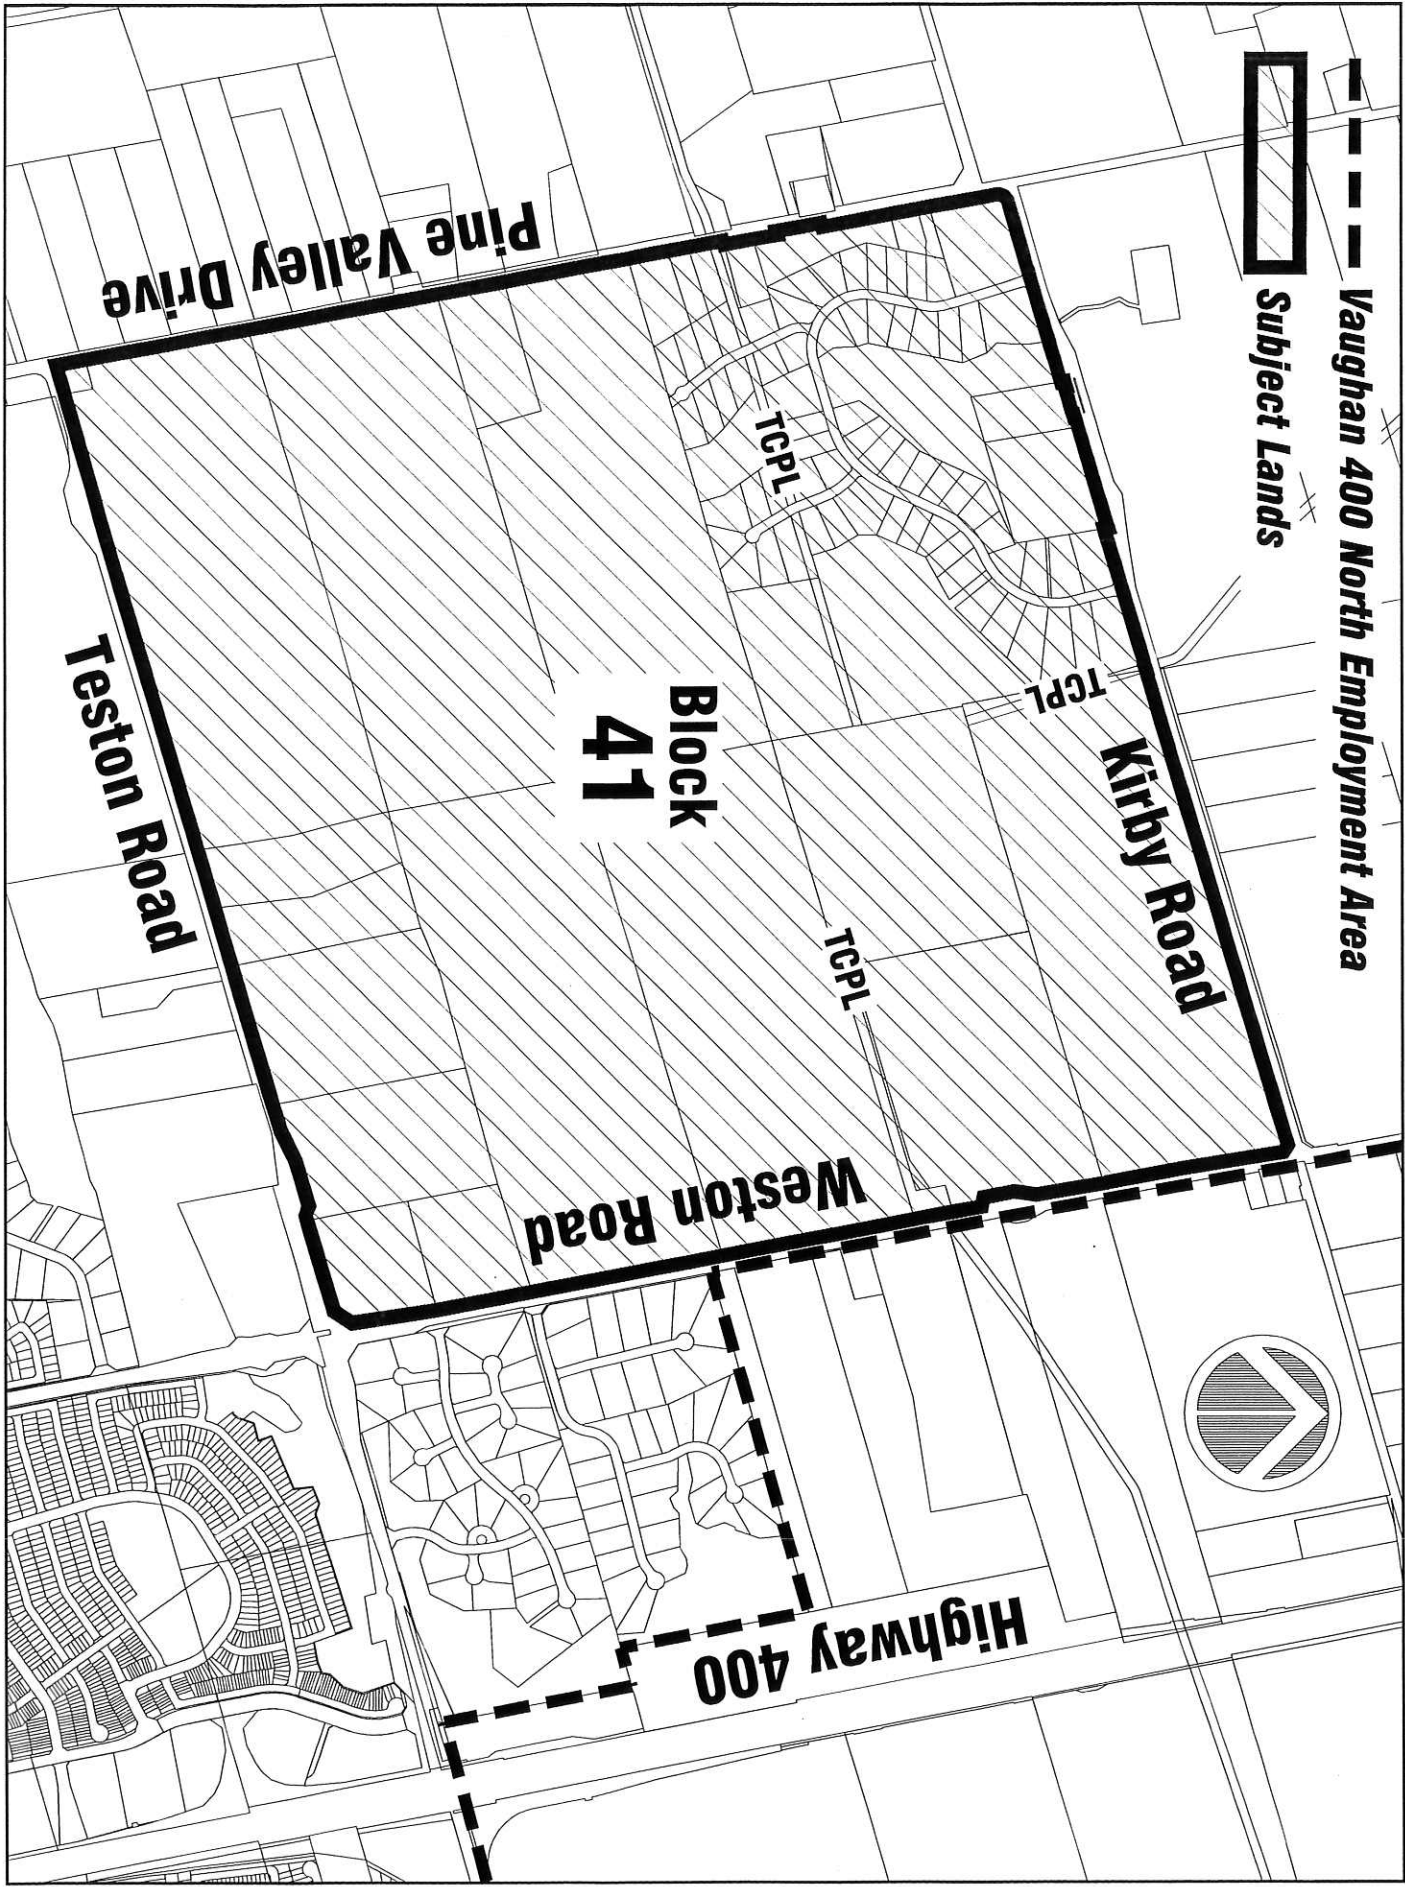 Vaughan 400 North Employment Area
Subject Lands
Kirby Road
TCPL
TCPL
TCPL
Block
41
Pine Valley Drive
Weston Road
Teston Road
Highway 400